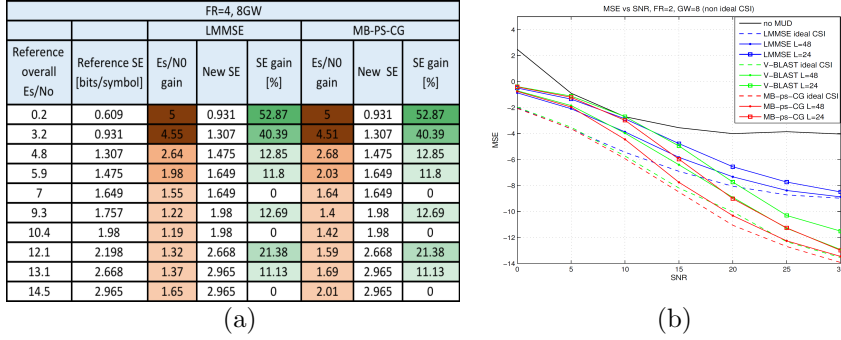 FR=4, 8GW
LMMSE MB-PS-CG
Reference overall Es/No Reference SE [bits/symbol] Es/N0 gain New SE SE gain [%] Es/N0 gain New SE SE gain [%]
0.2 0.609 5 0.931 52.87 5 0.931 52.87
3.2 0.931 4.55 1.307 40.39 4.51 1.307 40.39
4.8 1.307 2.64 1.475 12.85 2.68 1.475 12.85
5.9 1.475 1.98 1.649 11.8 2.03 1.649 11.8
7 1.649 1.55 1.649 0 1.64 1.649 0
9.3 1.757 1.22 1.98 12.69 1.4 1.98 12.69
10.4 1.98 1.19 1.98 0 1.42 1.98 0
12.1 2.198 1.32 2.668 21.38 1.59 2.668 21.38
13.1 2.668 1.37 2.965 11.13 1.69 2.965 11.13
14.5 2.965 1.65 2.965 0 2.01 2.965 0
(a)
MSE vs SNR, FR=2, GW=8 (non ideal CSI)
no MUD
LMMSE ideal CSI
LMMSE L=48
LMMSE L=24
V-BLAST ideal CSI
V-BLAST L=48
V-BLAST L=24
MB-ps-CG ideal CSI
MB-ps-CG L=48
MB-ps-CG L=24
MSE
4
2
0
-2
-4
-6
-8
-10
-12
-14
0 5 10 15 20 25
SNR
(b)